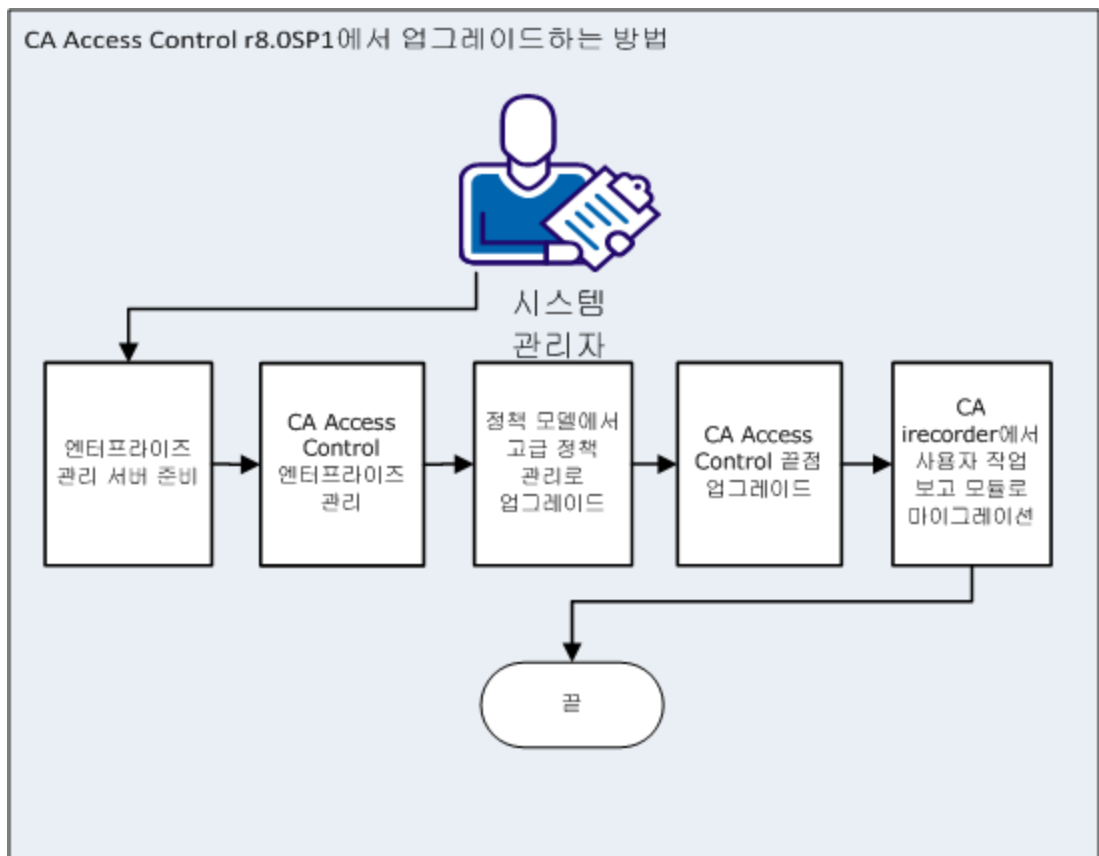 CA Access Control r8.0SP1에서 업그레이드하는 방법
시스템
관리자
엔터프라이즈
관리 서버 준비
CA Access
Control
엔터프라이즈
관리
정책 모델에서
고급 정책
관리로
업그레이드
CA Access
Control 끝점
업그레이드
CA
irecorder에서
사용자 작업
보고 모듈로
마이그레이션
끝